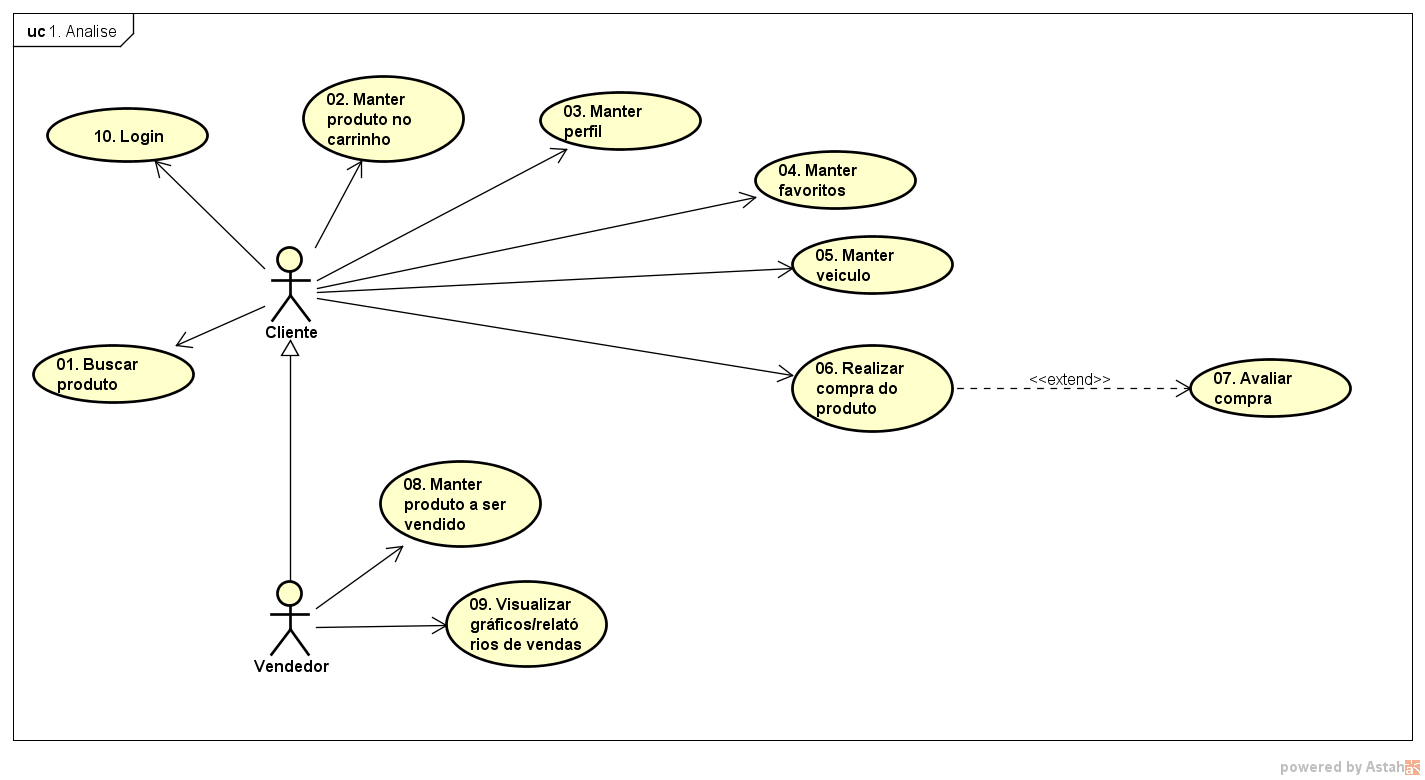 uc 1. Analise
02. Manter
produto no
carrinho
03. Manter
perfil
10. Login
04. Manter
favoritos
05. Manter
veiculo
Cliente
01. Buscar
produto
06. Realizar
compra do
produto
<<extend>>
07. Avaliar
compra
08. Manter
produto a ser
vendido
09. Visualizar
gráficos/relató
rios de vendas
Vendedor
powered by Astah